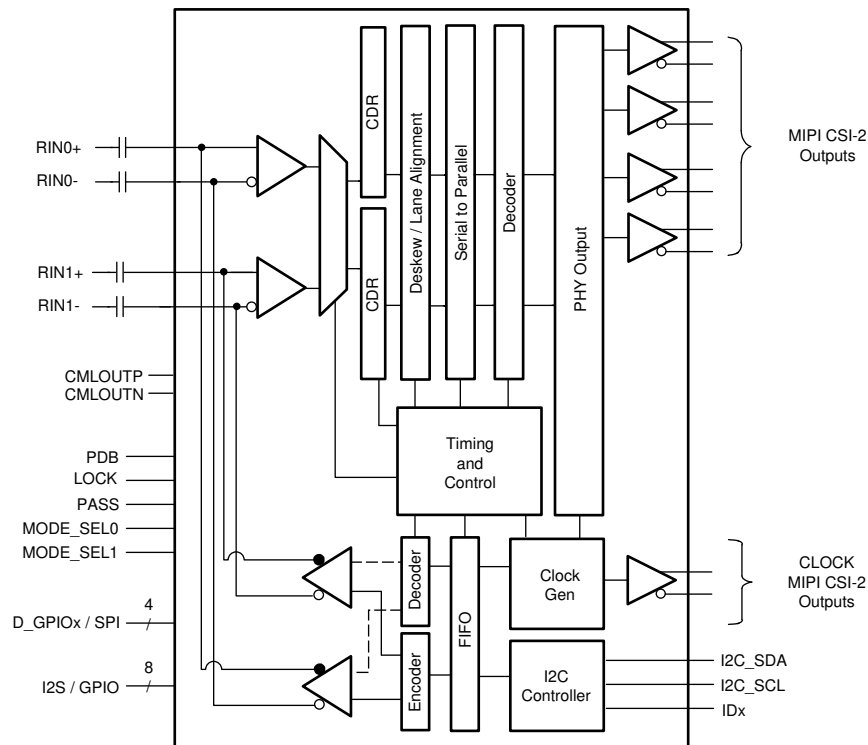 RIN0+
RIN0-
RIN1+
RIN1-
CMLOUTP
CMLOUTN
PDB
LOCK
PASS
MODE_SEL0
MODE_SEL1
4
D_GPIOx / SPI
8
I2S / GPIO
CDR
CDR
Deskew / Lane Alignment
Serial to Parallel
Decoder
PHY Output
Timing
and
Control
Decoder
Encoder
FIFO
Clock
Gen
I2C
Controller
MIPI CSI-2
Outputs
CLOCK
MIPI CSI-2
Outputs
I2C_SDA
I2C_SCL
IDx